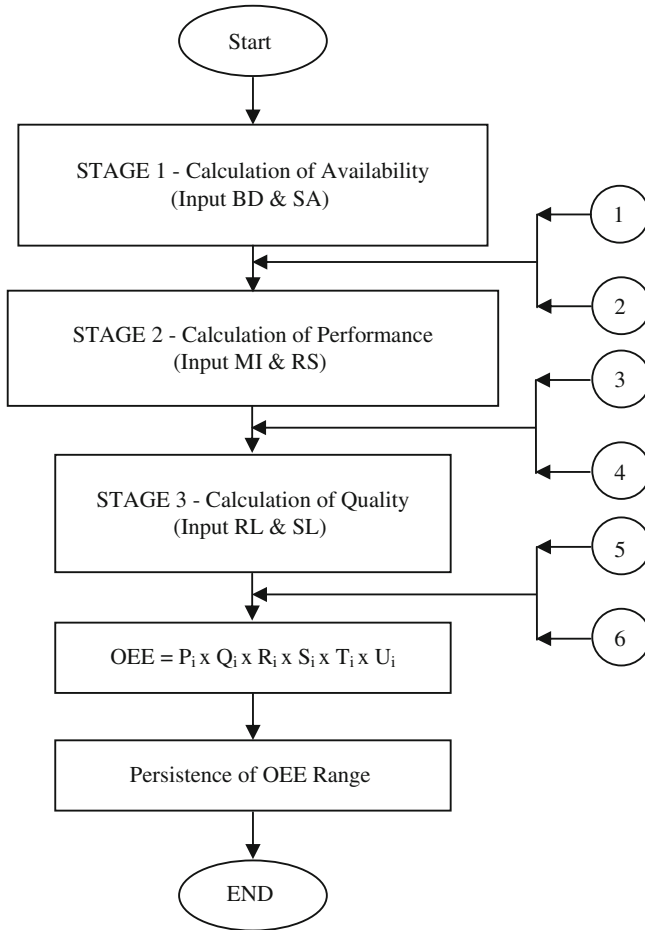 Start
STAGE 1 - Calculation of Availability
(Input BD & SA)
1
2
STAGE 2 - Calculation of Performance
(Input MI & RS)
3
4
STAGE 3 - Calculation of Quality
(Input RL & SL)
5
6
OEE = Pi x Qi x Ri x Si x Ti x Ui
Persistence of OEE Range
END